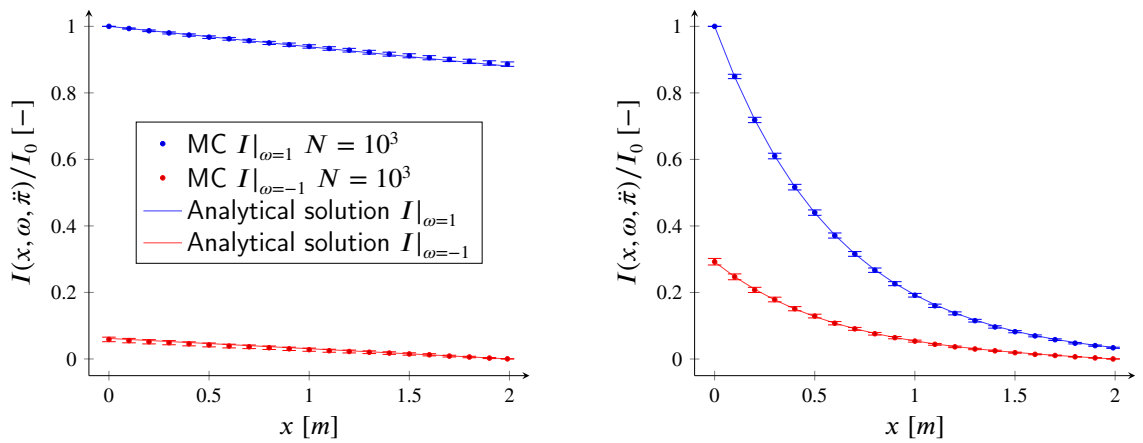 1
0.8
0.6
0.4
0.2
0
I(x, ω, π̈)/I₀ [−]
MC I|ω=1 N = 10³
MC I|ω=−1 N = 10³
Analytical solution I|ω=1
Analytical solution I|ω=−1
0 0.5 1 1.5 2
x [m]
1
0.8
0.6
0.4
0.2
0
I(x, ω, π̈)/I₀ [−]
0 0.5 1 1.5 2
x [m]